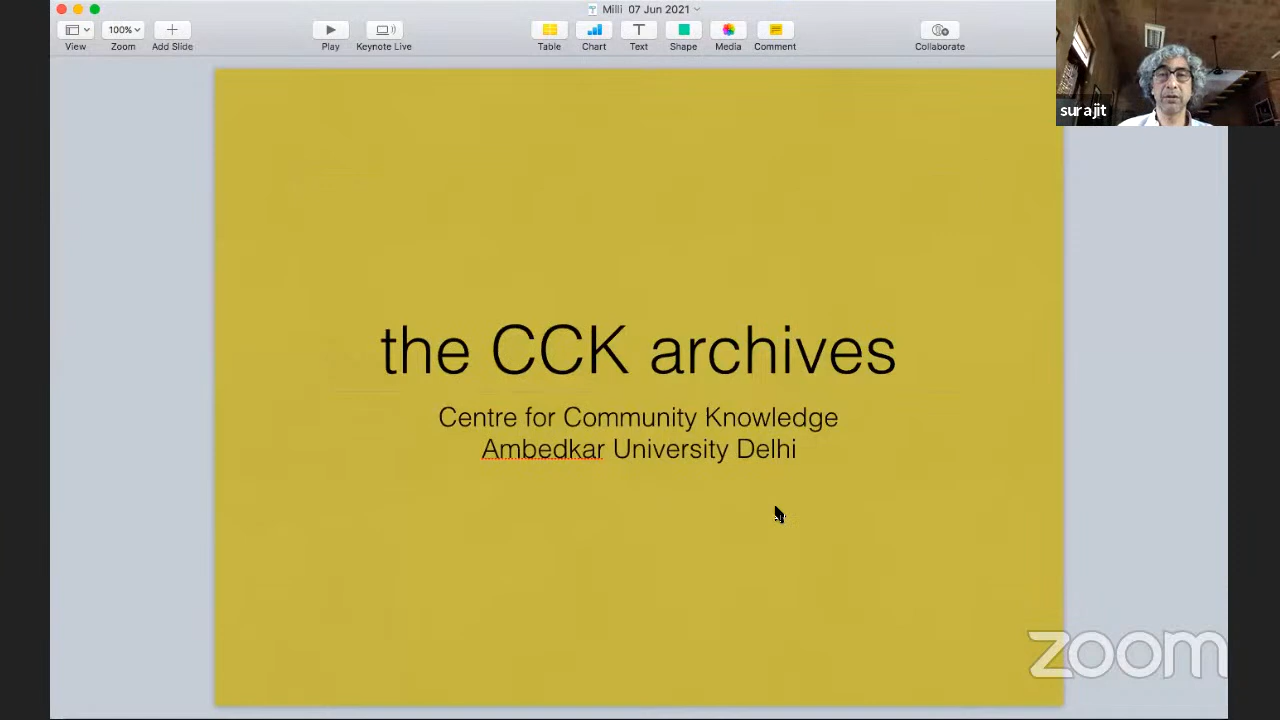 Milli 07 Jun 2021
100%
View
Zoom
Add Slide
Play
Keynote Live
Table
Chart
Text
Shape
Media
Comment
Collaborate
surajit
the CCK archives
Centre for Community Knowledge
Ambedkar University Delhi
zoom